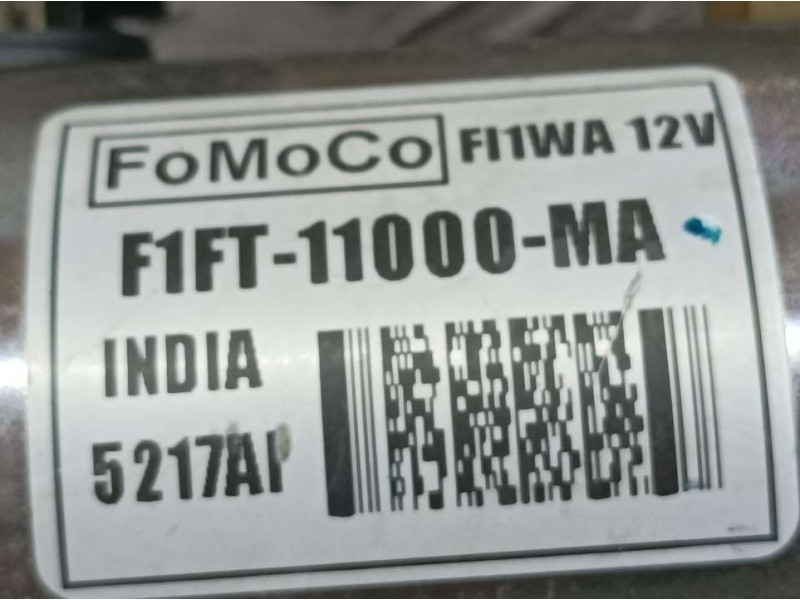 FoMoCo FI1WA 12V
F1FT-11000-MA
INDIA
5217AI